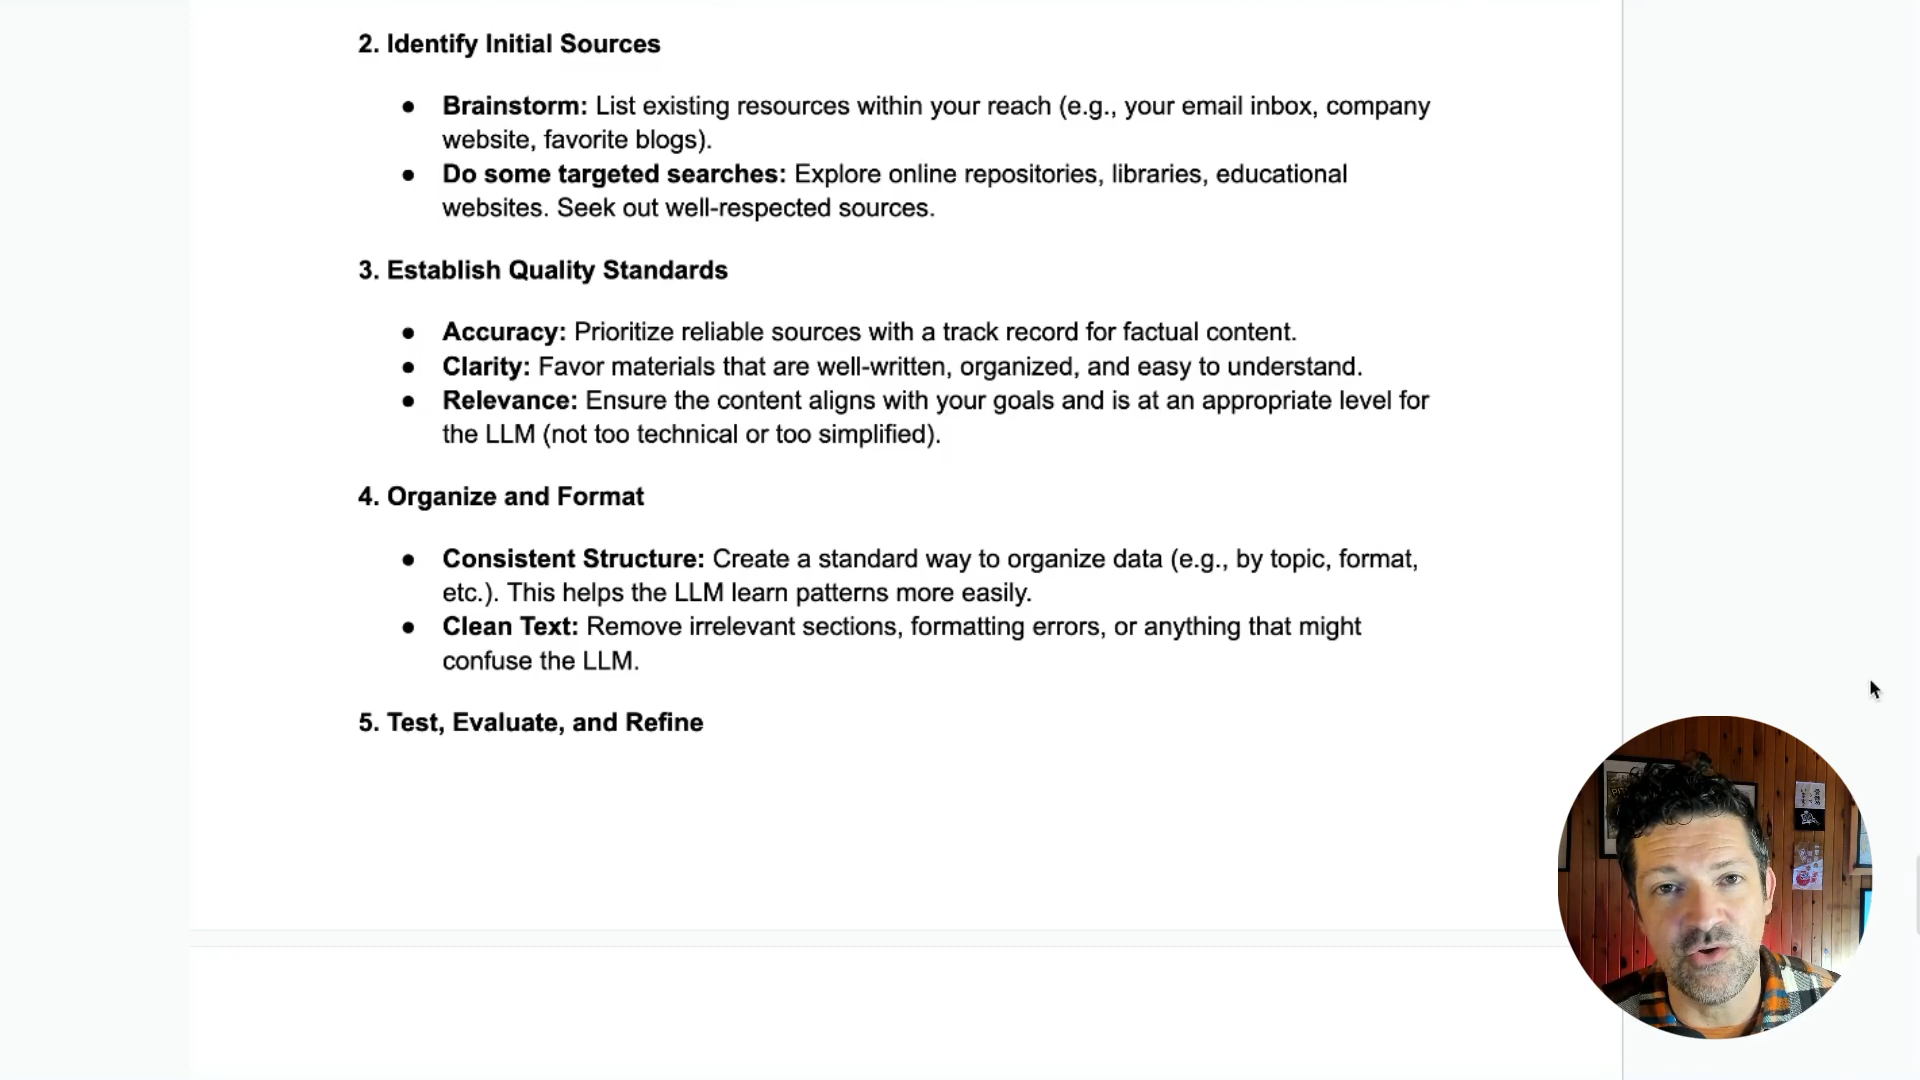 2. Identify Initial Sources
● Brainstorm: List existing resources within your reach (e.g., your email inbox, company
website, favorite blogs).
● Do some targeted searches: Explore online repositories, libraries, educational
websites. Seek out well-respected sources.
3. Establish Quality Standards
● Accuracy: Prioritize reliable sources with a track record for factual content.
● Clarity: Favor materials that are well-written, organized, and easy to understand.
● Relevance: Ensure the content aligns with your goals and is at an appropriate level for
the LLM (not too technical or too simplified).
4. Organize and Format
● Consistent Structure: Create a standard way to organize data (e.g., by topic, format,
etc.). This helps the LLM learn patterns more easily.
● Clean Text: Remove irrelevant sections, formatting errors, or anything that might
confuse the LLM.
5. Test, Evaluate, and Refine